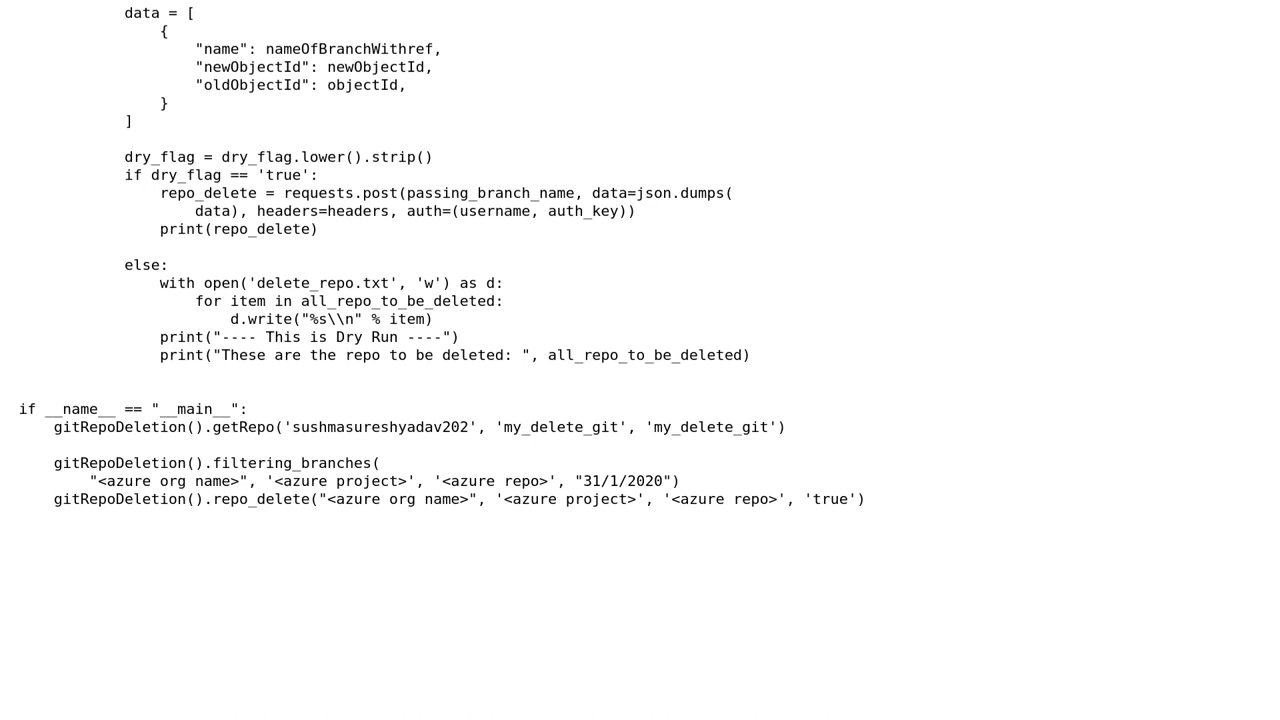 data = [
{
"name": nameOfBranchWithref,
"newObjectId": newObjectId,
"oldObjectId": objectId,
}
]
dry_flag = dry_flag.lower().strip()
if dry_flag == 'true':
repo_delete = requests.post(passing_branch_name, data=json.dumps(
data), headers=headers, auth=(username, auth_key))
print(repo_delete)
else:
with open('delete_repo.txt', 'w') as d:
for item in all_repo_to_be_deleted:
d.write("%s\\n" % item)
print("---- This is Dry Run ----")
print("These are the repo to be deleted: ", all_repo_to_be_deleted)
if __name__ == "__main__":
gitRepoDeletion().getRepo('sushmasureshyadav202', 'my_delete_git', 'my_delete_git')
gitRepoDeletion().filtering_branches(
"<azure org name>", '<azure project>', '<azure repo>', "31/1/2020")
gitRepoDeletion().repo_delete("<azure org name>", '<azure project>', '<azure repo>', 'true')